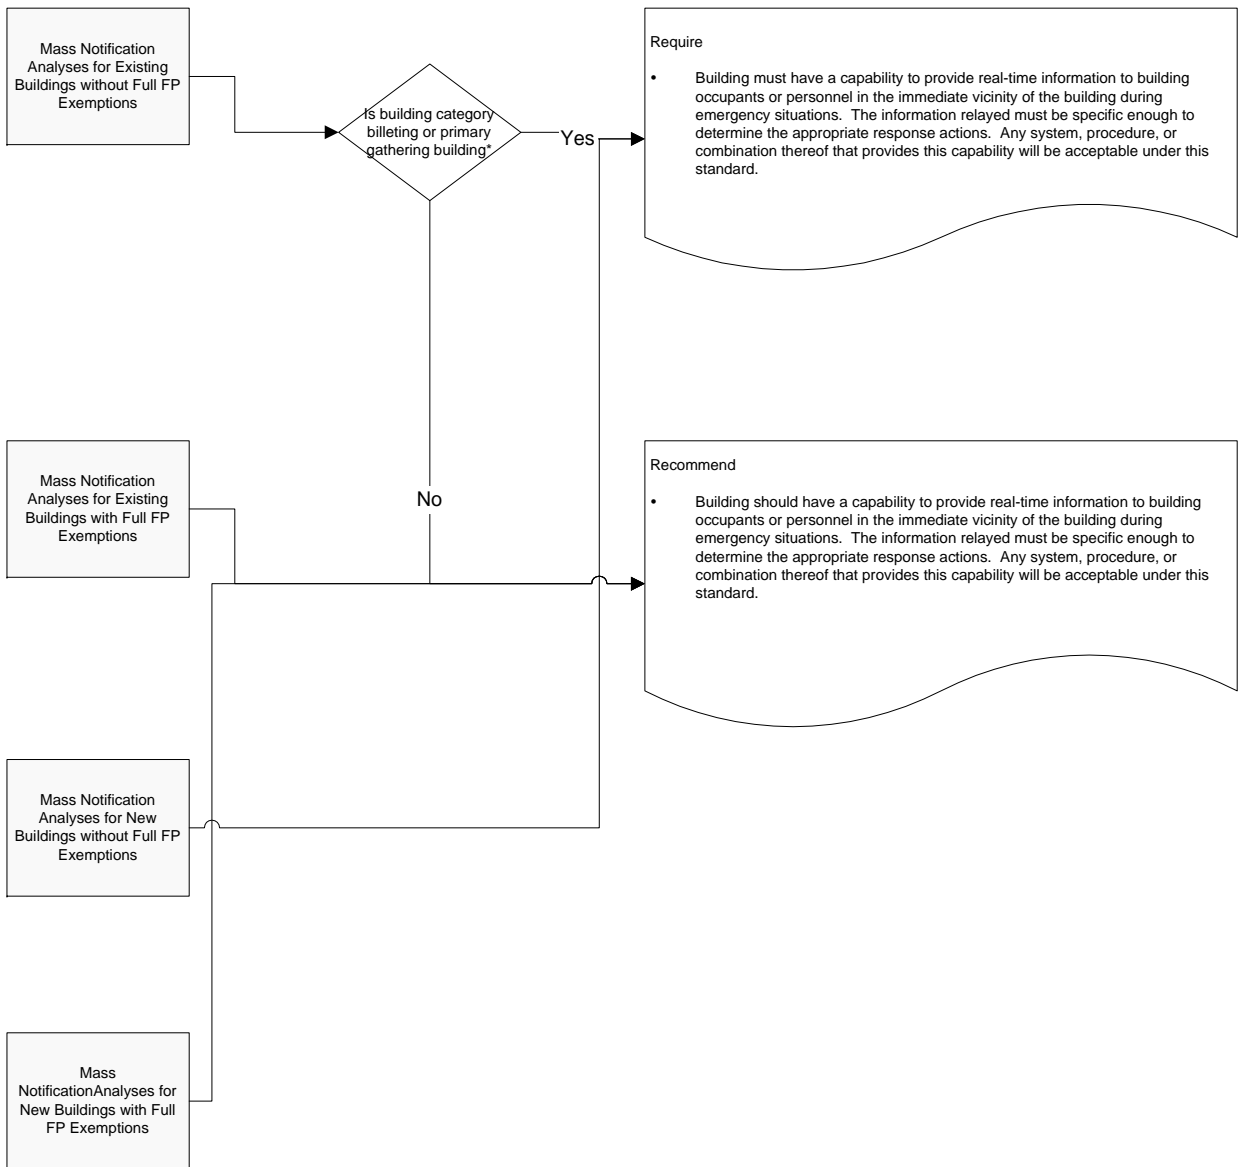 Mass Notification
Analyses for Existing
Buildings without Full FP
Exemptions
Is building category
billeting or primary
gathering building*
Yes
Require
• Building must have a capability to provide real-time information to building
occupants or personnel in the immediate vicinity of the building during
emergency situations.  The information relayed must be specific enough to
determine the appropriate response actions.  Any system, procedure, or
combination thereof that provides this capability will be acceptable under this
standard.
Mass Notification
Analyses for Existing
Buildings with Full FP
Exemptions
No
Recommend
• Building should have a capability to provide real-time information to building
occupants or personnel in the immediate vicinity of the building during
emergency situations.  The information relayed must be specific enough to
determine the appropriate response actions.  Any system, procedure, or
combination thereof that provides this capability will be acceptable under this
standard.
Mass Notification
Analyses for New
Buildings without Full FP
Exemptions
Mass
NotificationAnalyses for
New Buildings with Full
FP Exemptions